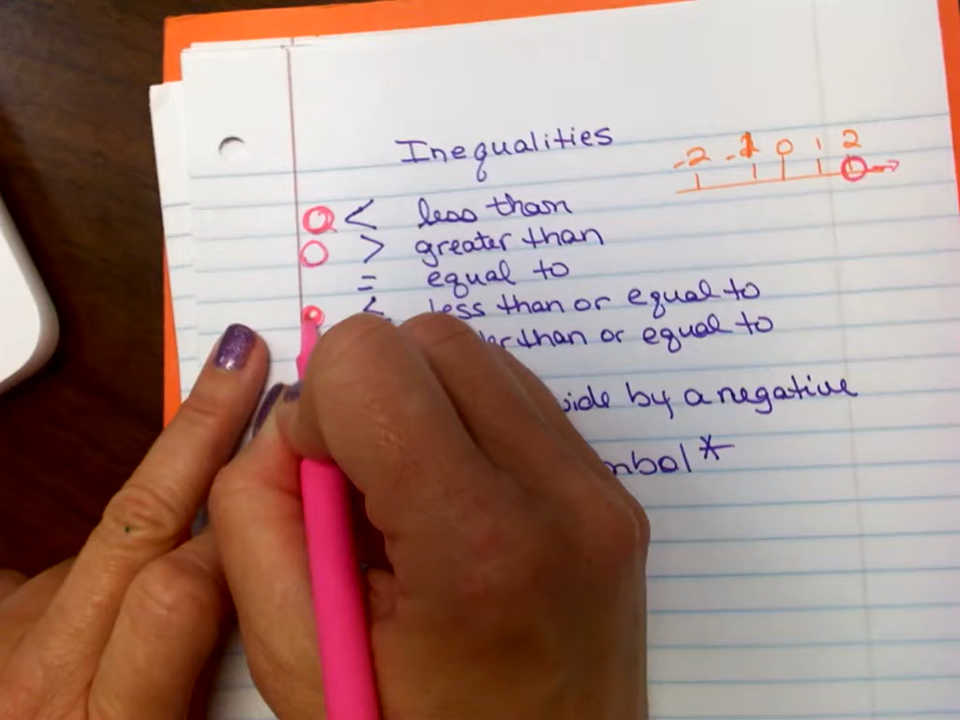 Inequalities
-2 -1 0 1 2
< less than
> greater than
= equal to
less than or equal to
than or equal to
by a negative